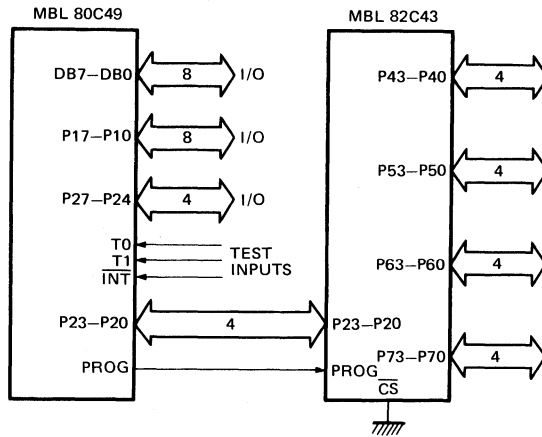 MBL 80C49
DB7–DB0 8 I/O
P17–P10 8 I/O
P27–P24 4 I/O
T0
T1
INT
TEST
INPUTS
P23–P20 4
PROG
MBL 82C43
P43–P40 4
P53–P50 4
P63–P60 4
P23–P20
P73–P70 4
PROG
CS